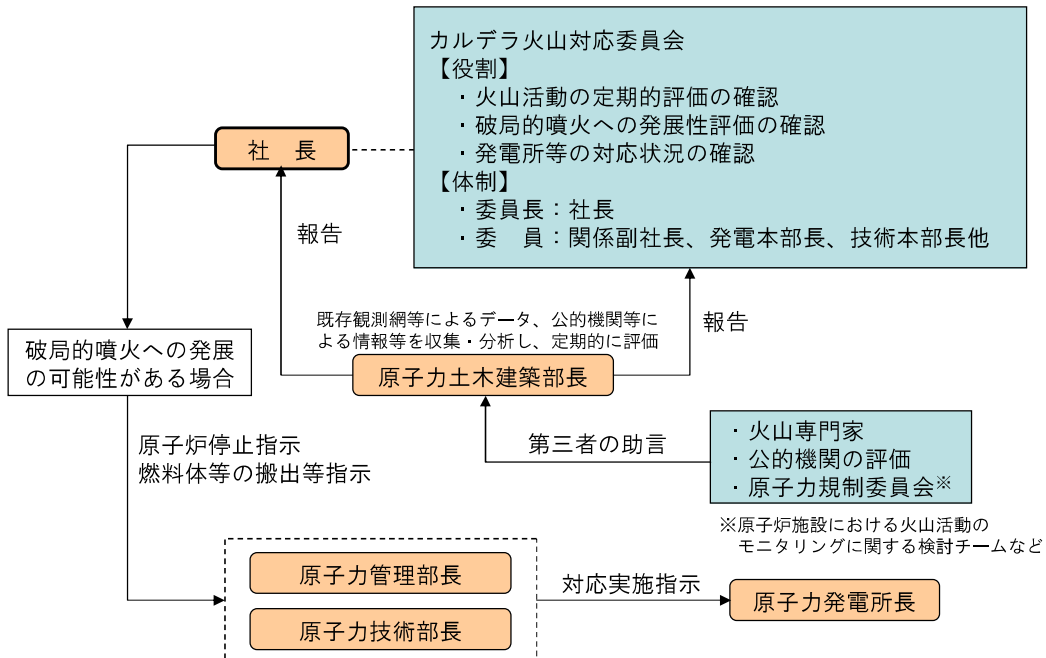 カルデラ火山対応委員会
【役割】
・火山活動の定期的評価の確認
・破局的噴火への発展性評価の確認
・発電所等の対応状況の確認
【体制】
・委員長：社長
・委　員：関係副社長、発電本部長、技術本部長他
社　長
報告
報告
既存観測網等によるデータ、公的機関等に
よる情報等を収集・分析し、定期的に評価
原子力土木建築部長
破局的噴火への発展
の可能性がある場合
第三者の助言
・火山専門家
・公的機関の評価
・原子力規制委員会※
※原子炉施設における火山活動の
モニタリングに関する検討チームなど
原子炉停止指示
燃料体等の搬出等指示
原子力管理部長
原子力技術部長
対応実施指示
原子力発電所長